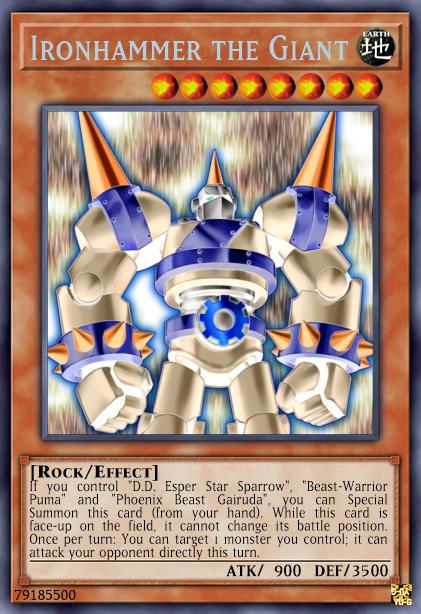 IRONHAMMER THE GIANT
EARTH
地
[ROCK/EFFECT]
If you control "D.D. Esper Star Sparrow", "Beast-Warrior
Puma" and "Phoenix Beast Gairuda", you can Special
Summon this card (from your hand). While this card is
face-up on the field, it cannot change its battle position.
Once per turn: You can target 1 monster you control; it can
attack your opponent directly this turn.
ATK/ 900 DEF/3500
79185500